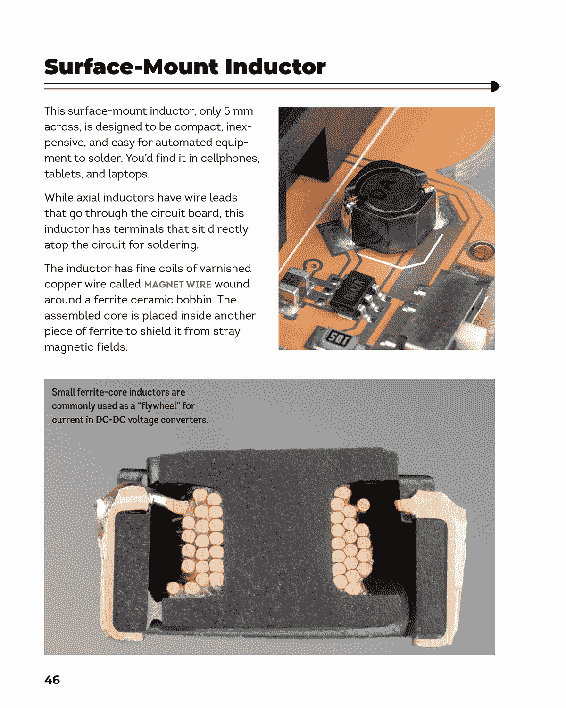 Surface-Mount Inductor
This surface-mount inductor, only 5 mm
across, is designed to be compact, inex-
pensive, and easy for automated equip-
ment to solder. You'd find it in cellphones,
tablets, and laptops.
While axial inductors have wire leads
that go through the circuit board, this
inductor has terminals that sit directly
atop the circuit for soldering.
The inductor has fine coils of varnished
copper wire called MAGNET WIRE wound
around a ferrite ceramic bobbin. The
assembled core is placed inside another
piece of ferrite to shield it from stray
magnetic fields.
Small ferrite-core inductors are
commonly used as a "flywheel" for
current in DC-DC voltage converters.
46